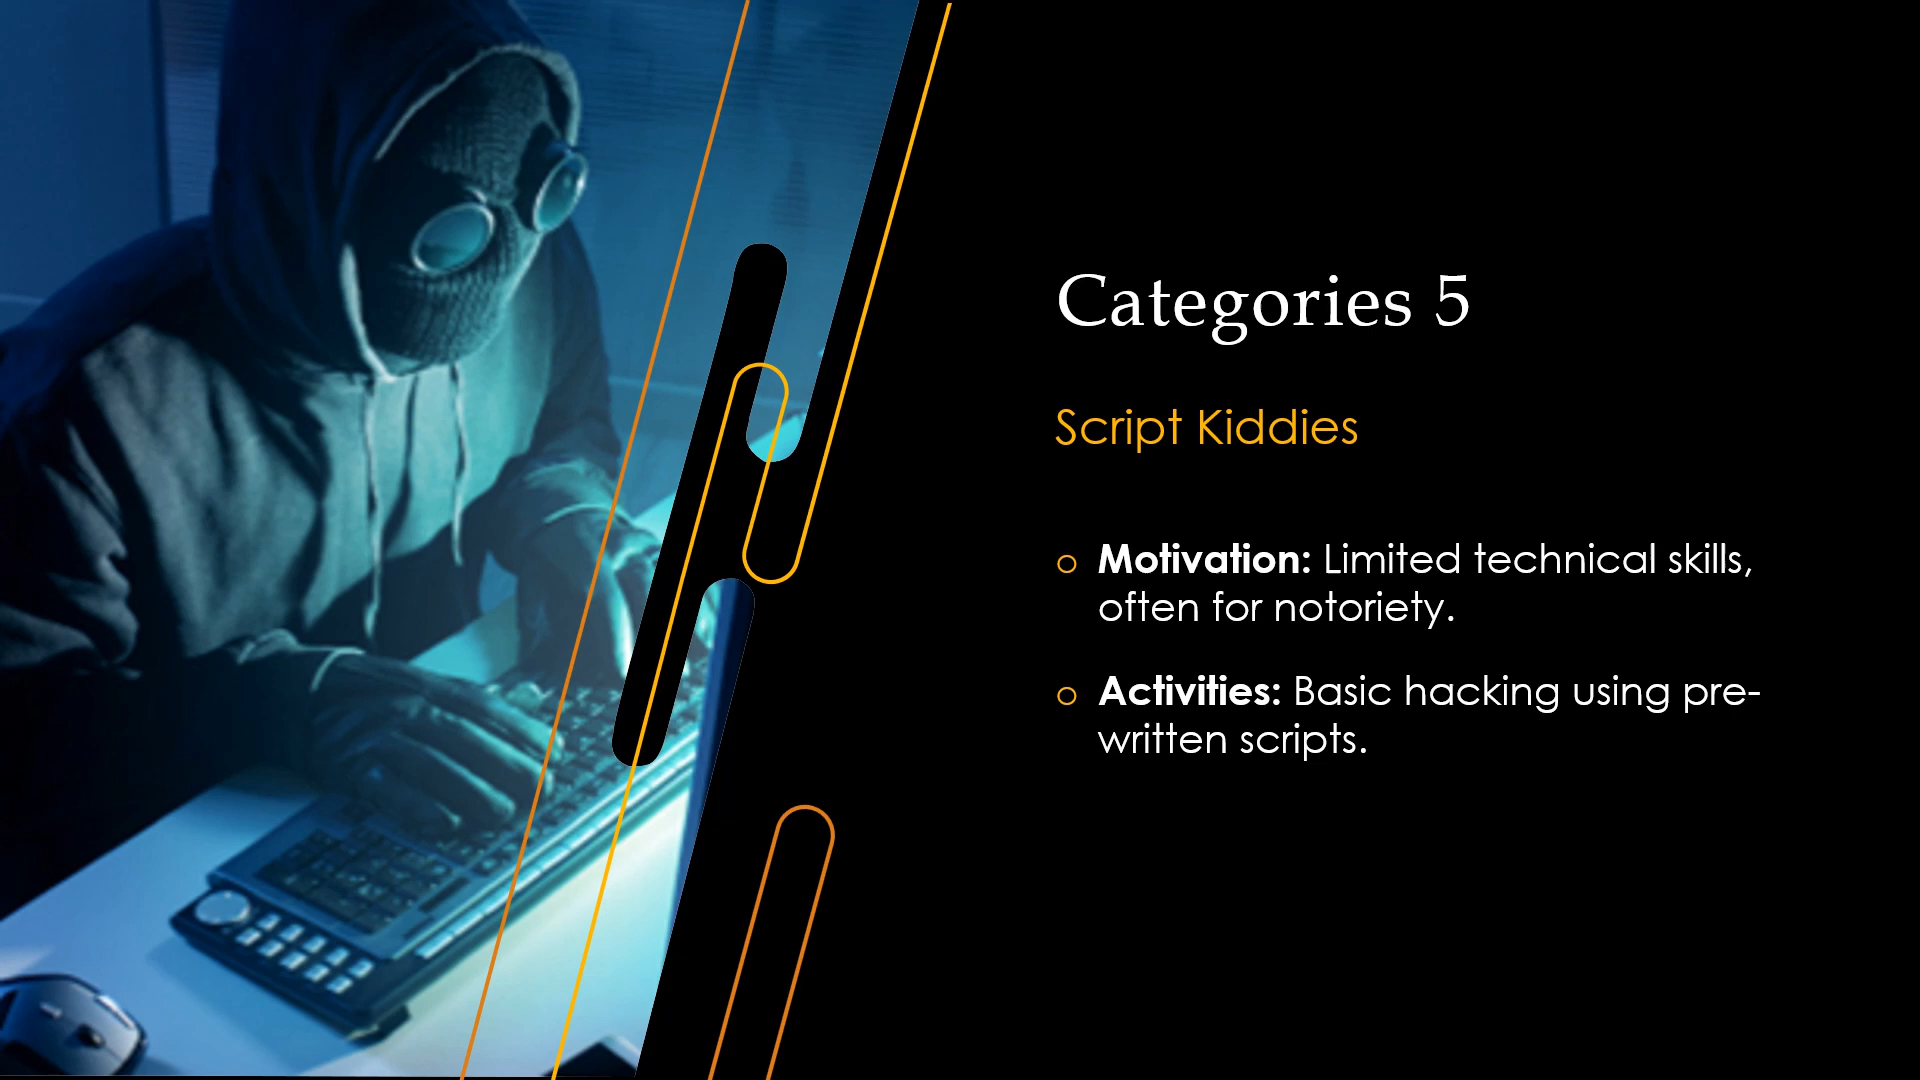 Categories 5
Script Kiddies
Motivation: Limited technical skills,
often for notoriety.
Activities: Basic hacking using pre-
written scripts.